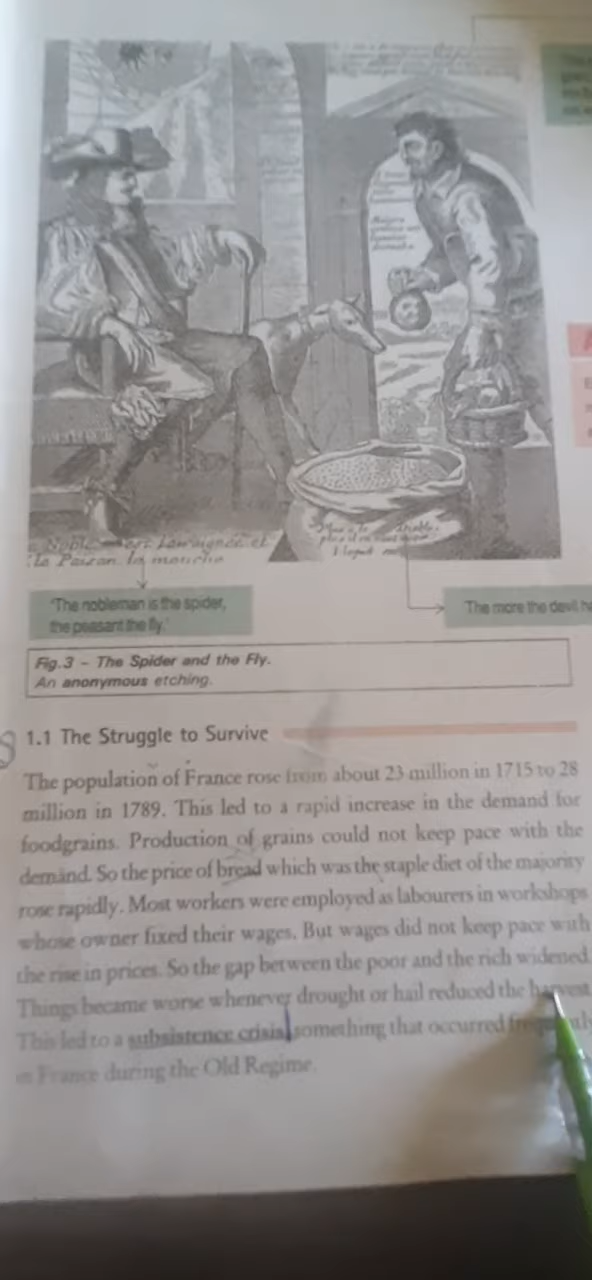 le Paisan la mouche
'The nobleman is the spider,
the peasant the fly.'
The more the devil ha
Fig.3 – The Spider and the Fly.
An anonymous etching.
1.1 The Struggle to Survive
The population of France rose from about 23 million in 1715 to 28
million in 1789. This led to a rapid increase in the demand for
foodgrains. Production of grains could not keep pace with the
demand. So the price of bread which was the staple diet of the majority
rose rapidly. Most workers were employed as labourers in workshops
whose owner fixed their wages. But wages did not keep pace with
the rise in prices. So the gap between the poor and the rich widened.
Things became worse whenever drought or hail reduced the harvest.
This led to a subsistence crisis, something that occurred frequently
in France during the Old Regime.